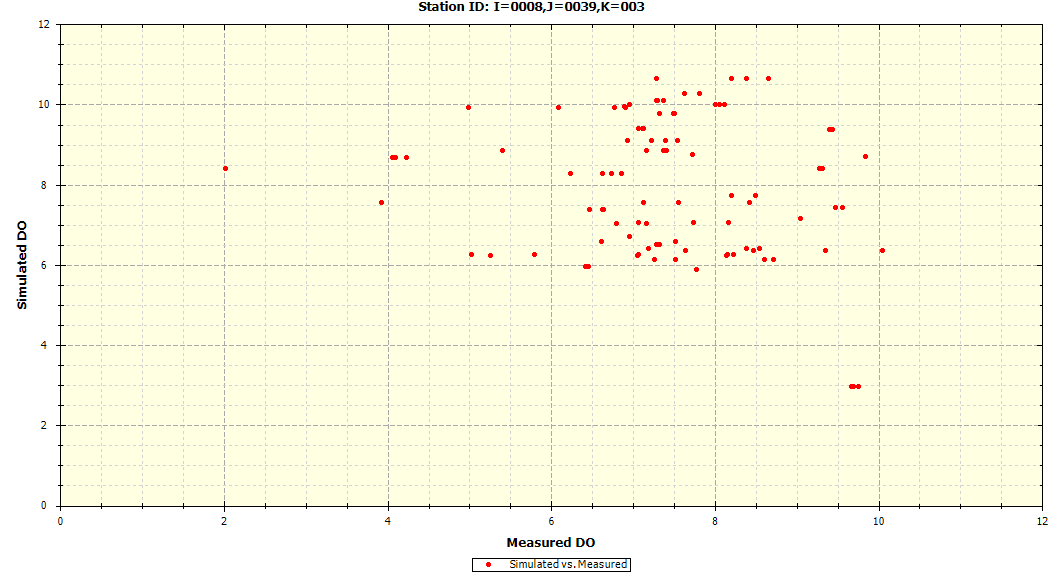 Station ID: I=0008,J=0039,K=003
12
10
8
6
4
2
0
Simulated DO
0 2 4 6 8 10 12
Measured DO
Simulated vs. Measured